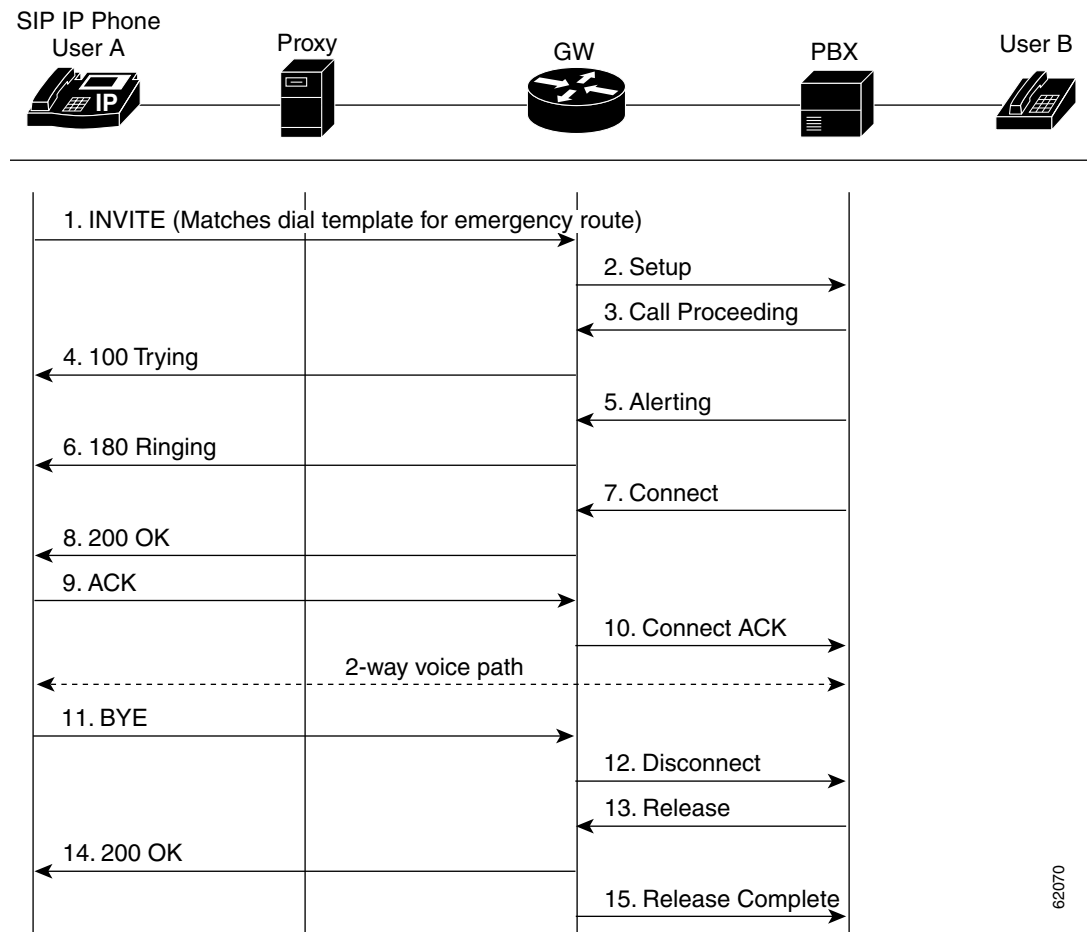 SIP IP Phone
User A
Proxy
GW
PBX
User B
IP
1. INVITE (Matches dial template for emergency route)
2. Setup
3. Call Proceeding
4. 100 Trying
5. Alerting
6. 180 Ringing
7. Connect
8. 200 OK
9. ACK
10. Connect ACK
2-way voice path
11. BYE
12. Disconnect
13. Release
14. 200 OK
15. Release Complete
62070